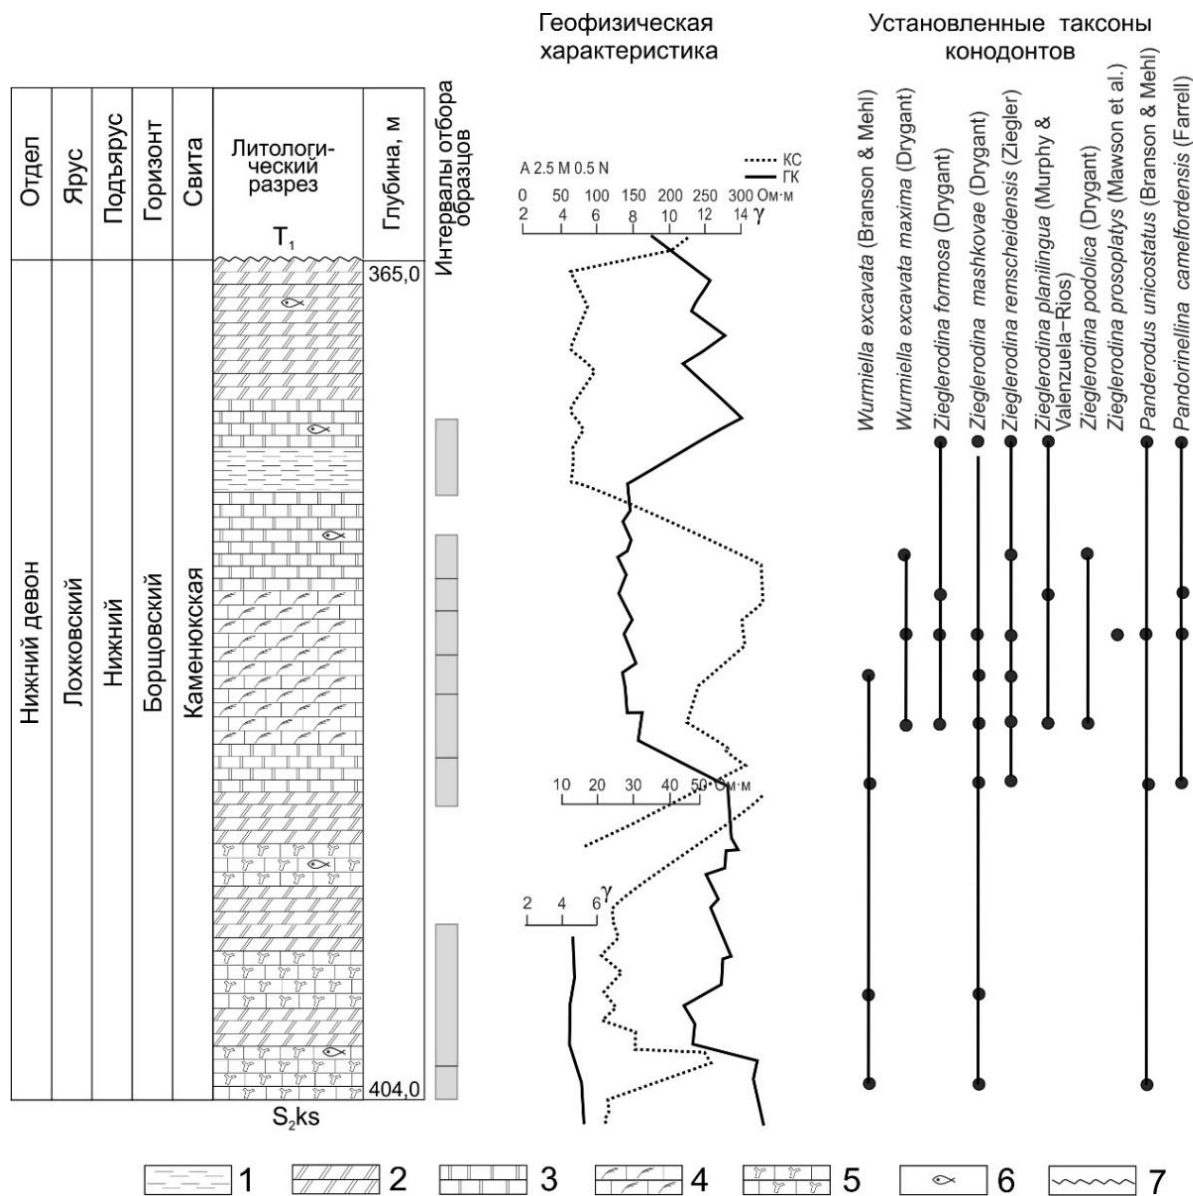 Геофизическая
характеристика
Установленные таксоны
конодонтов
Отдел
Ярус
Подъярус
Горизонт
Свита
Литологи-
ческий
разрез
T1
Глубина, м
Интервалы отбора
образцов
A 2.5 M 0.5 N
КС
ГК
0 50 100 150 200 250 300 Ом·м
2 4 6 8 10 12 14 γ
Wurmiella excavata (Branson & Mehl)
Wurmiella excavata maxima (Drygant)
Zieglerodina formosa (Drygant)
Zieglerodina mashkovae (Drygant)
Zieglerodina remscheidensis (Ziegler)
Zieglerodina planilingua (Murphy &
Valenzuela–Rios)
Zieglerodina podolica (Drygant)
Zieglerodina prosoplatys (Mawson et al.)
Panderodus unicostatus (Branson & Mehl)
Pandorinellina camelfordensis (Farrell)
365,0
Нижний девон
Лохковский
Нижний
Борщовский
Каменюкская
10 20 30 40 50 Ом·м
2 4 6 γ
404,0
S2ks
1 2 3 4 5 6 7